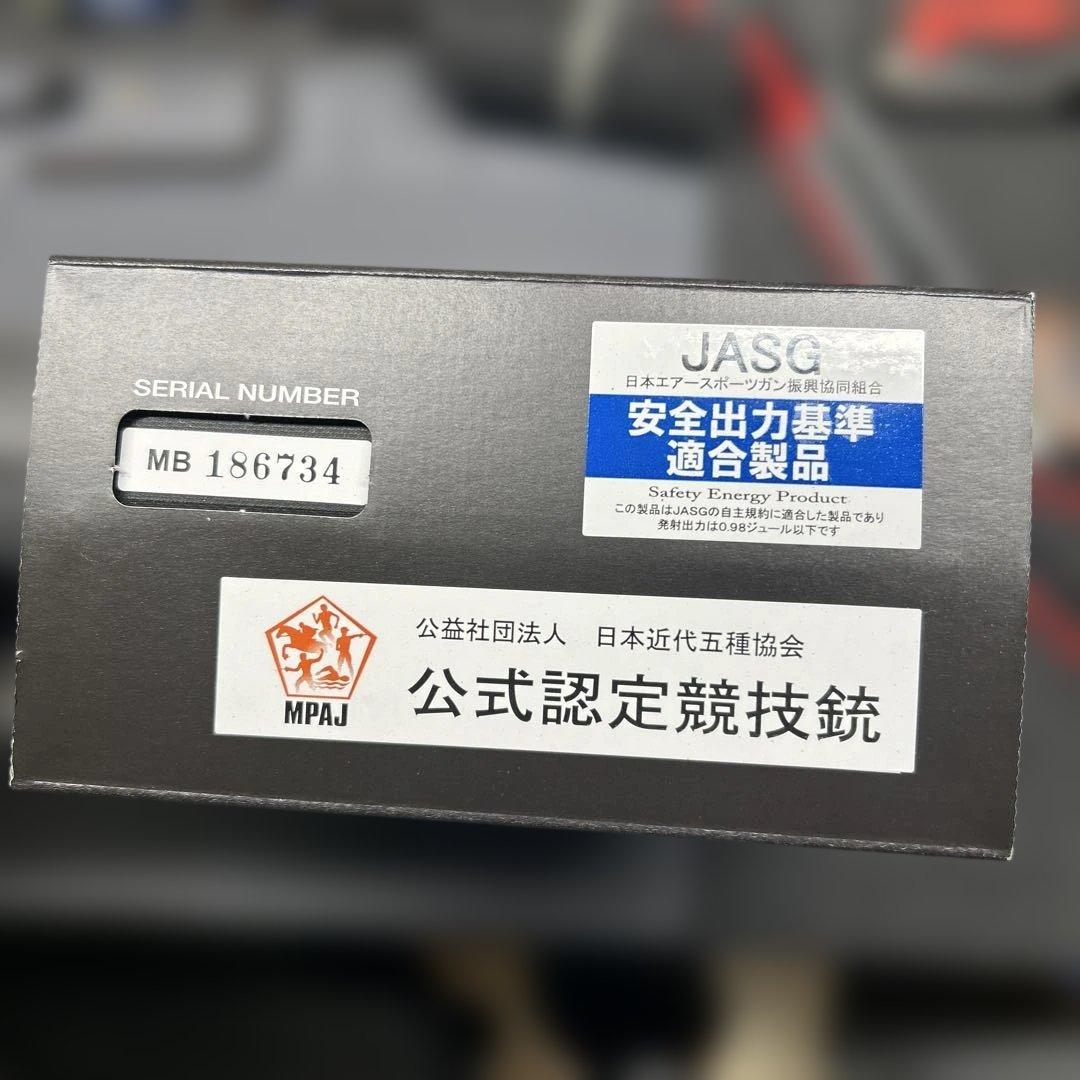 SERIAL NUMBER
MB 186734
JASG
日本エアースポーツガン振興協同組合
安全出力基準
適合製品
Safety Energy Product
この製品はJASGの自主規約に適合した製品であり
発射出力は0.98ジュール以下です
公益社団法人 日本近代五種協会
公式認定競技銃
MPAJ